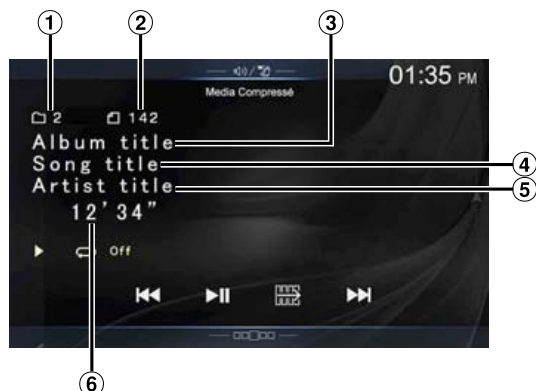 1 2 3
01:35 PM
Media Compressé
2 142
Album title
Song title 4
Artist title 5
12’34”
Off
6